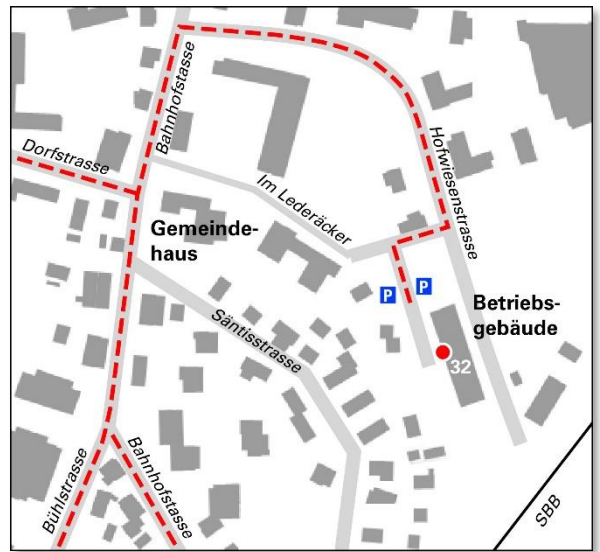 Bahnhofstasse
Dorfstrasse
Hofwiesenstrasse
Im Lederäcker
Gemeinde-
haus
P
P
Betriebs-
gebäude
Säntisstrasse
32
Bühlstrasse
Bahnhofstasse
SBB